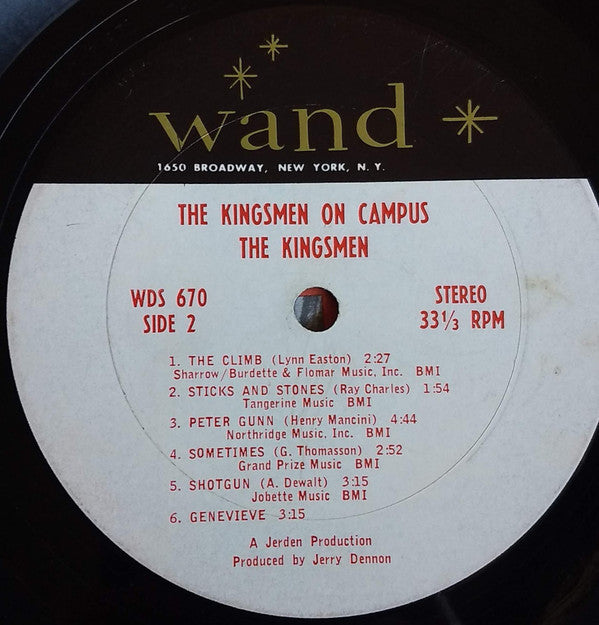 wand
1650 BROADWAY, NEW YORK, N. Y.
THE KINGSMEN ON CAMPUS
THE KINGSMEN
WDS 670
SIDE 2
STEREO
33 1/3 RPM
1. THE CLIMB (Lynn Easton) 2:27
Sharrow/Burdette & Flomar Music, Inc. BMI
2. STICKS AND STONES (Ray Charles) 1:54
Tangerine Music BMI
3. PETER GUNN (Henry Mancini) 4:44
Northridge Music, Inc. BMI
4. SOMETIMES (G. Thomasson) 2:52
Grand Prize Music BMI
5. SHOTGUN (A. Dewalt) 3:15
Jobette Music BMI
6. GENEVIEVE 3:15
A Jerden Production
Produced by Jerry Dennon